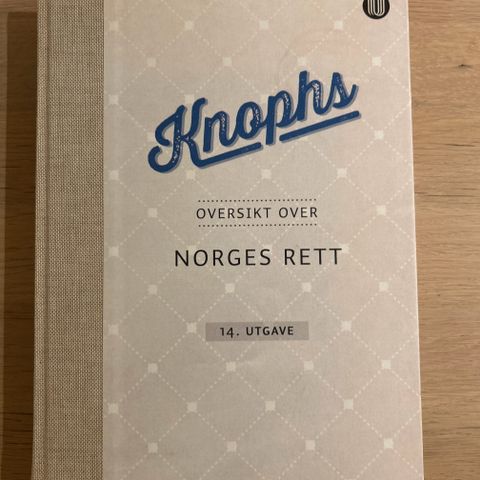 Knophs
OVERSIKT OVER
NORGES RETT
14. UTGAVE